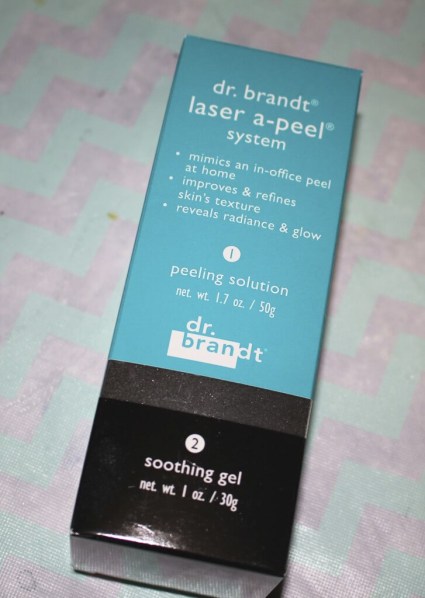 dr. brandt®
laser a-peel®
system
• mimics an in-office peel
at home
• improves & refines
skin's texture
• reveals radiance & glow
1
peeling solution
net. wt. 1.7 oz. / 50g
dr.
brandt®
2
soothing gel
net. wt. 1 oz. / 30g